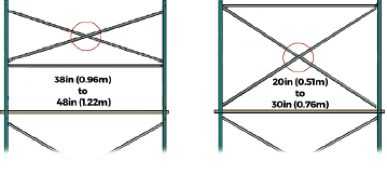 38in (0.96m)
to
48in (1.22m)
20in (0.51m)
to
30in (0.76m)